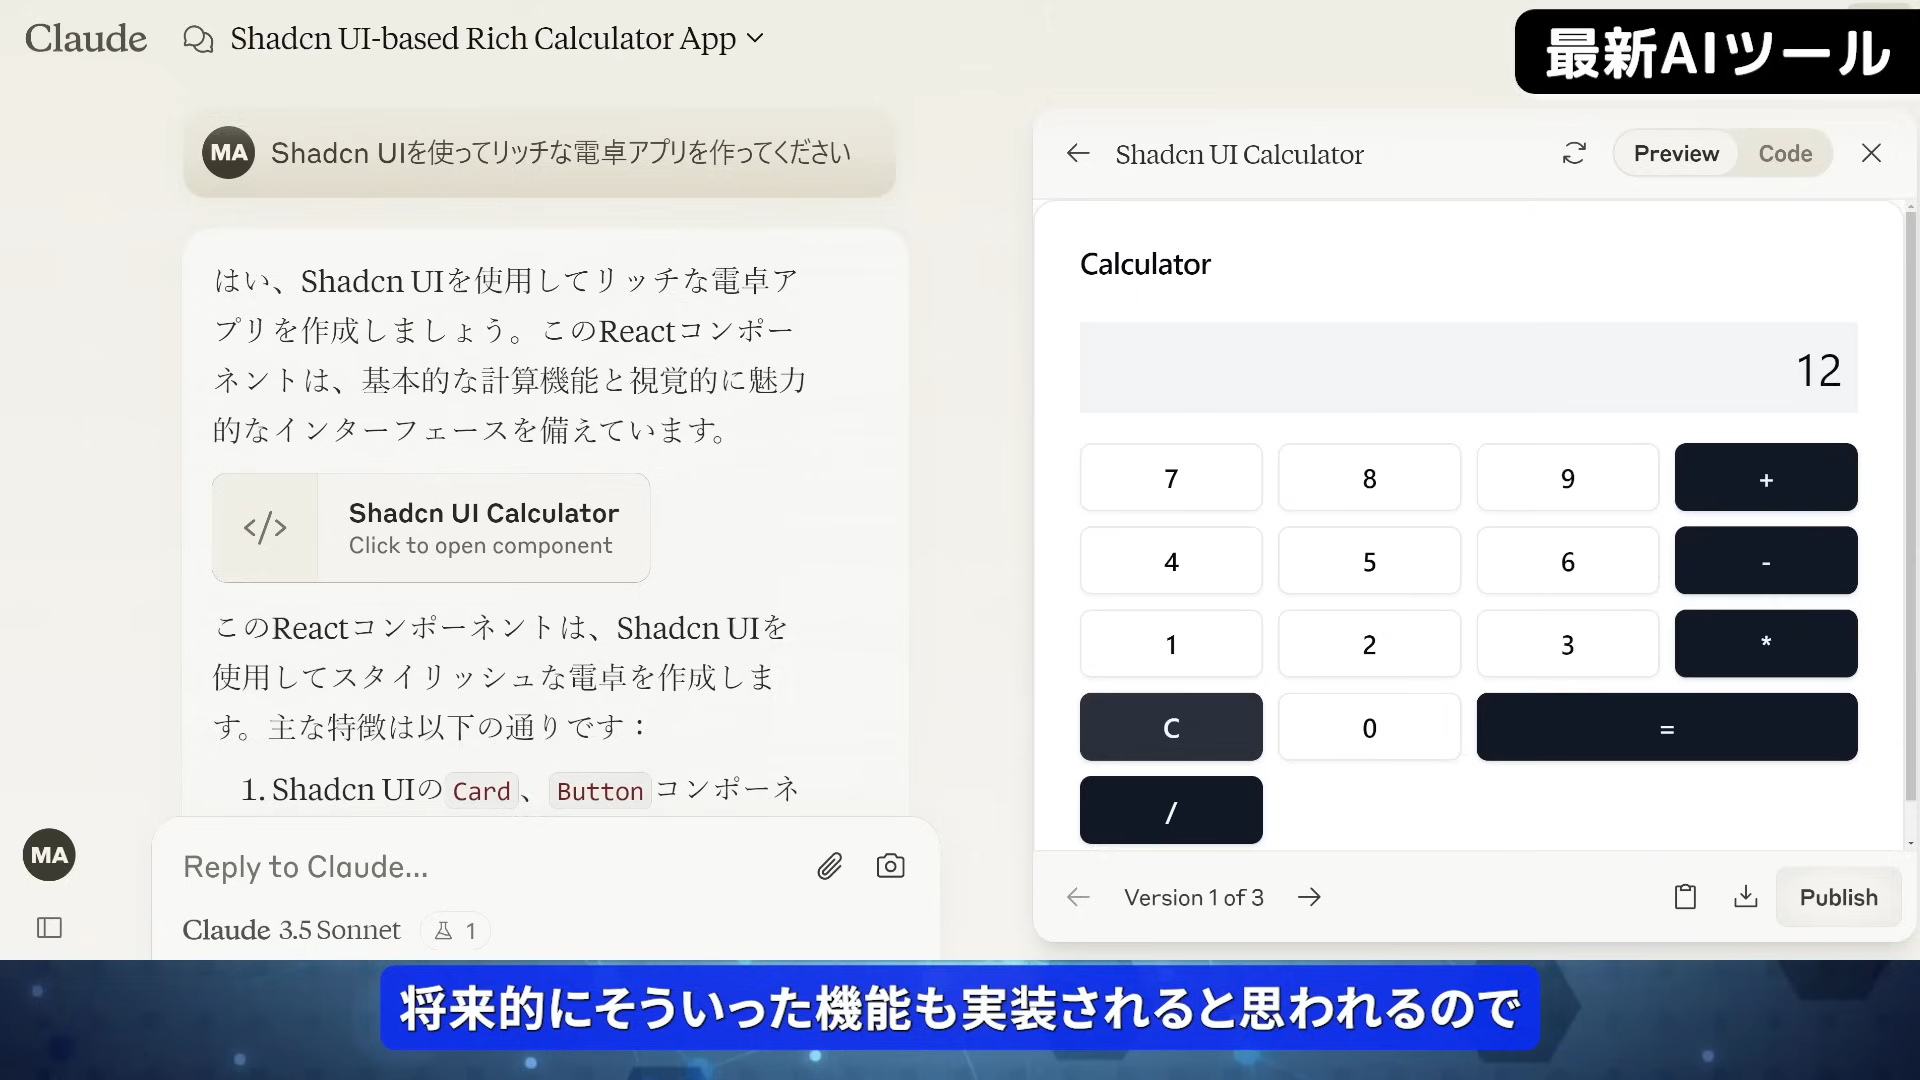 Claude
Shadcn UI-based Rich Calculator App
最新AIツール
MA
Shadcn UIを使ってリッチな電卓アプリを作ってください
はい、Shadcn UIを使用してリッチな電卓ア
プリを作成しましょう。このReactコンポー
ネントは、基本的な計算機能と視覚的に魅力
的なインターフェースを備えています。
</>
Shadcn UI Calculator
Click to open component
このReactコンポーネントは、Shadcn UIを
使用してスタイリッシュな電卓を作成しま
す。主な特徴は以下の通りです：
1. Shadcn UIの Card 、 Button コンポーネ
MA
Reply to Claude...
Claude 3.5 Sonnet
1
Shadcn UI Calculator
Preview
Code
Calculator
12
7 8 9 +
4 5 6 -
1 2 3 *
C 0 =
/
Version 1 of 3
Publish
将来的にそういった機能も実装されると思われるので